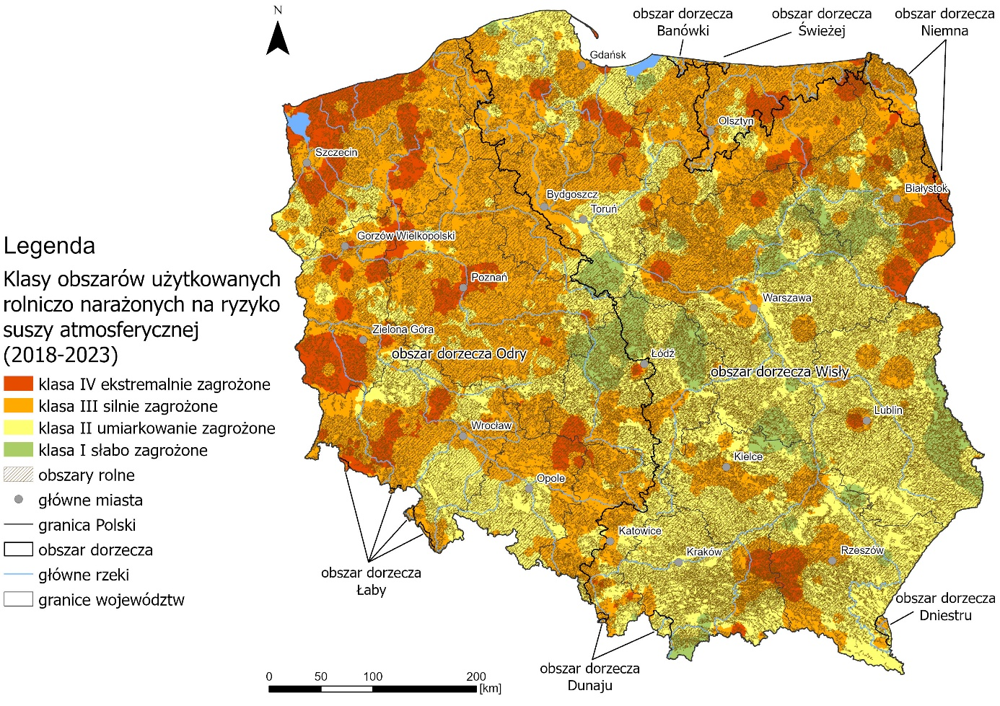 N
obszar dorzecza
Banówki
obszar dorzecza
Świeżej
obszar dorzecza
Niemna
Gdańsk
Olsztyn
Szczecin
Białystok
Bydgoszcz
Toruń
Gorzów Wielkopolski
Poznań
Warszawa
Zielona Góra
obszar dorzecza Odry
Łódź
obszar dorzecza Wisły
Wrocław
Lublin
Kielce
Opole
Katowice
Kraków
Rzeszów
obszar dorzecza
Łaby
obszar dorzecza
Dniestru
obszar dorzecza
Dunaju
Legenda
Klasy obszarów użytkowanych
rolniczo narażonych na ryzyko
suszy atmosferycznej
(2018-2023)
klasa IV ekstremalnie zagrożone
klasa III silnie zagrożone
klasa II umiarkowanie zagrożone
klasa I słabo zagrożone
obszary rolne
główne miasta
granica Polski
obszar dorzecza
główne rzeki
granice województw
0 50 100 200
[km]